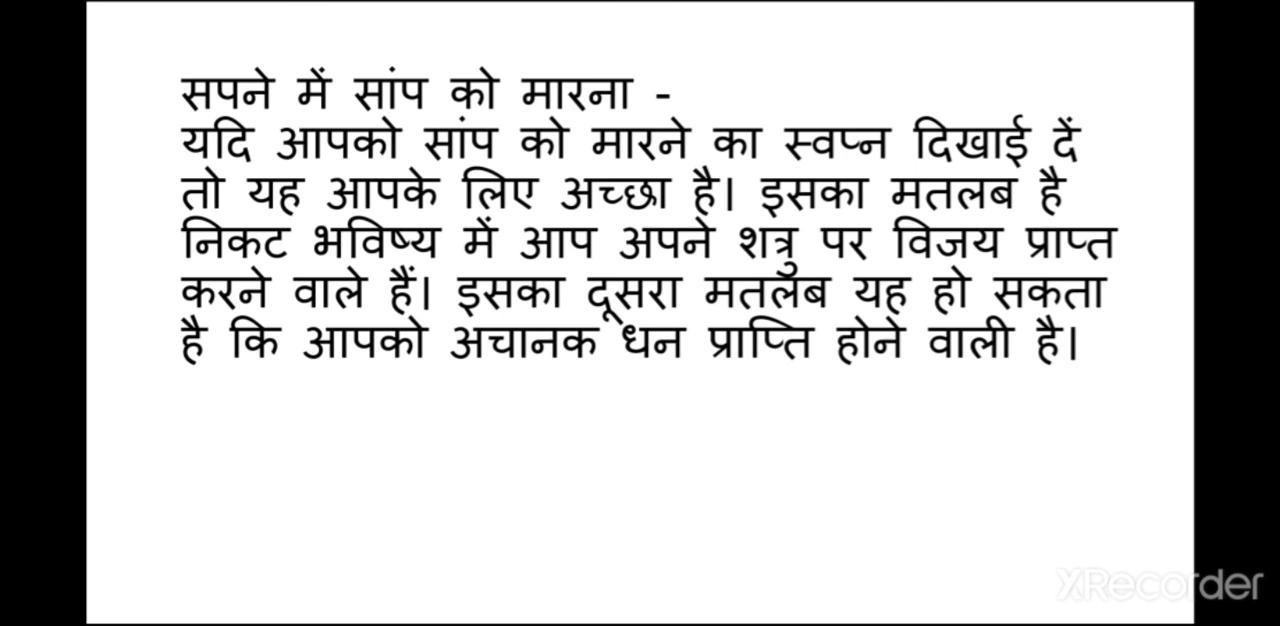 सपने में सांप को मारना -
यदि आपको सांप को मारने का स्वप्न दिखाई दें
तो यह आपके लिए अच्छा है। इसका मतलब है
निकट भविष्य में आप अपने शत्रु पर विजय प्राप्त
करने वाले हैं। इसका दूसरा मतलब यह हो सकता
है कि आपको अचानक धन प्राप्ति होने वाली है।
XRecorder